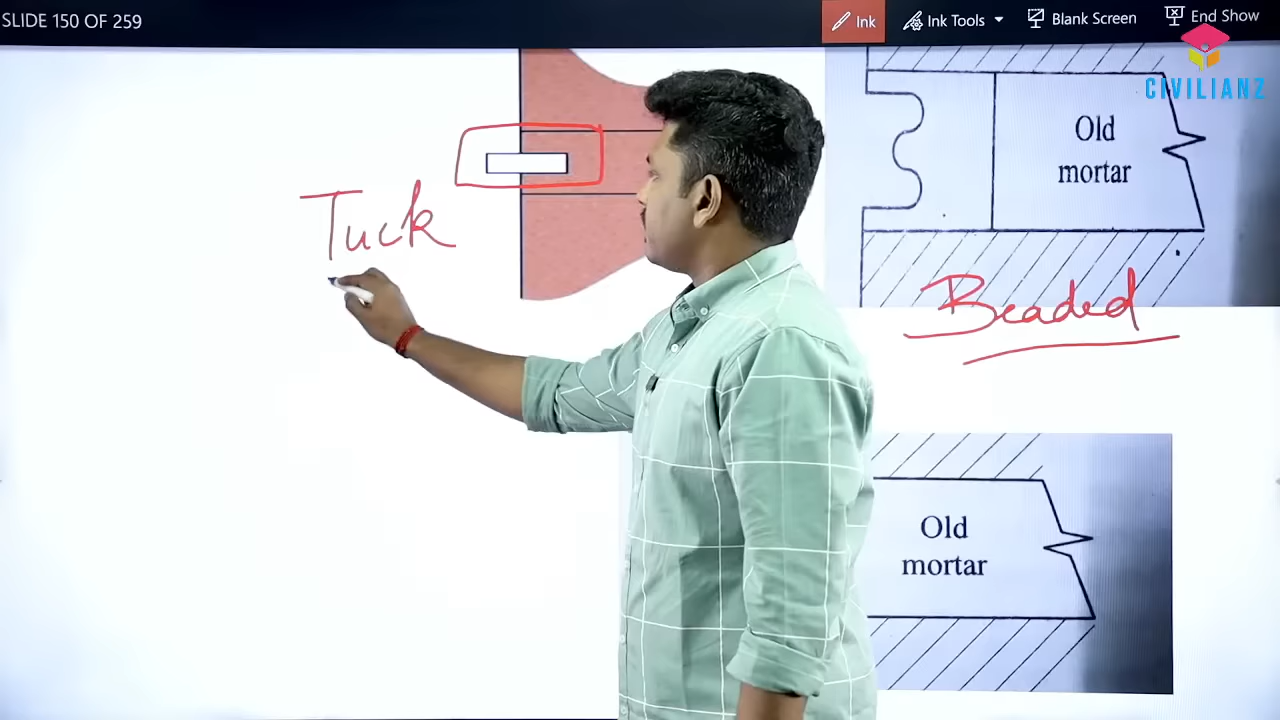 SLIDE 150 OF 259
Ink
Ink Tools
Blank Screen
End Show
CIVILIANZ
Old
mortar
Tuck
Beaded
Old
mortar